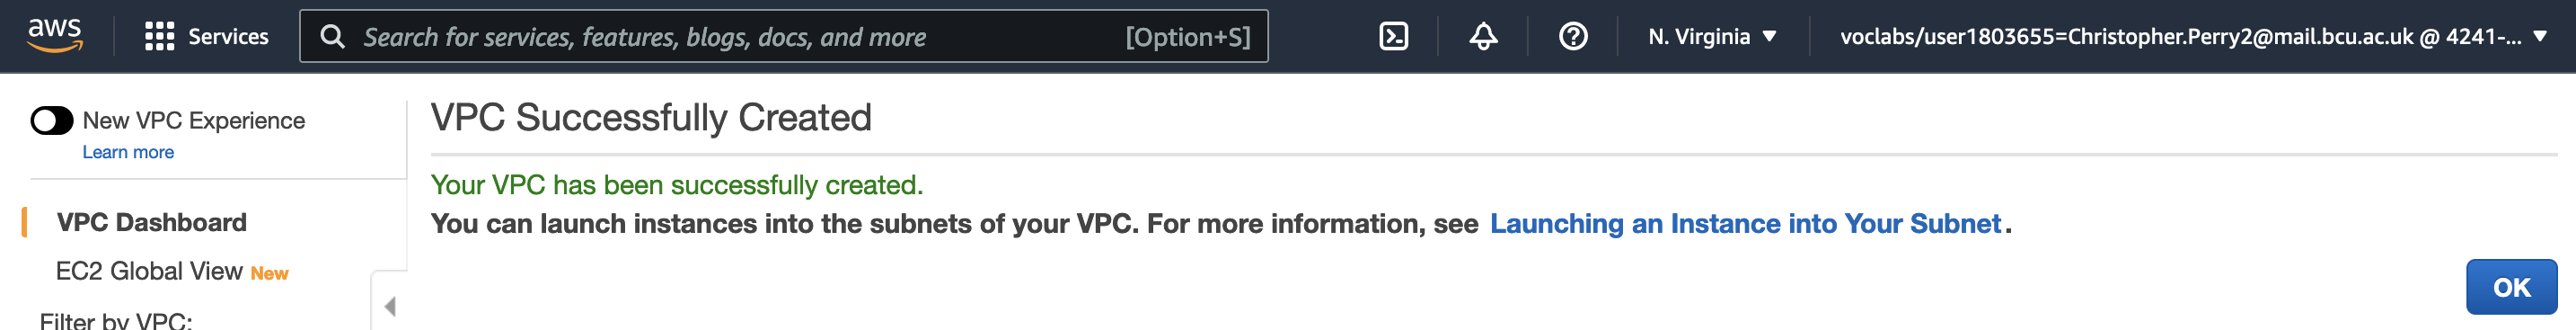 aws Services Search for services, features, blogs, docs, and more [Option+S] N. Virginia voclabs/user1803655=Christopher.Perry2@mail.bcu.ac.uk @ 4241-...
New VPC Experience
Learn more
VPC Dashboard
EC2 Global View New
Filter by VPC:
VPC Successfully Created
Your VPC has been successfully created.
You can launch instances into the subnets of your VPC. For more information, see Launching an Instance into Your Subnet.
OK